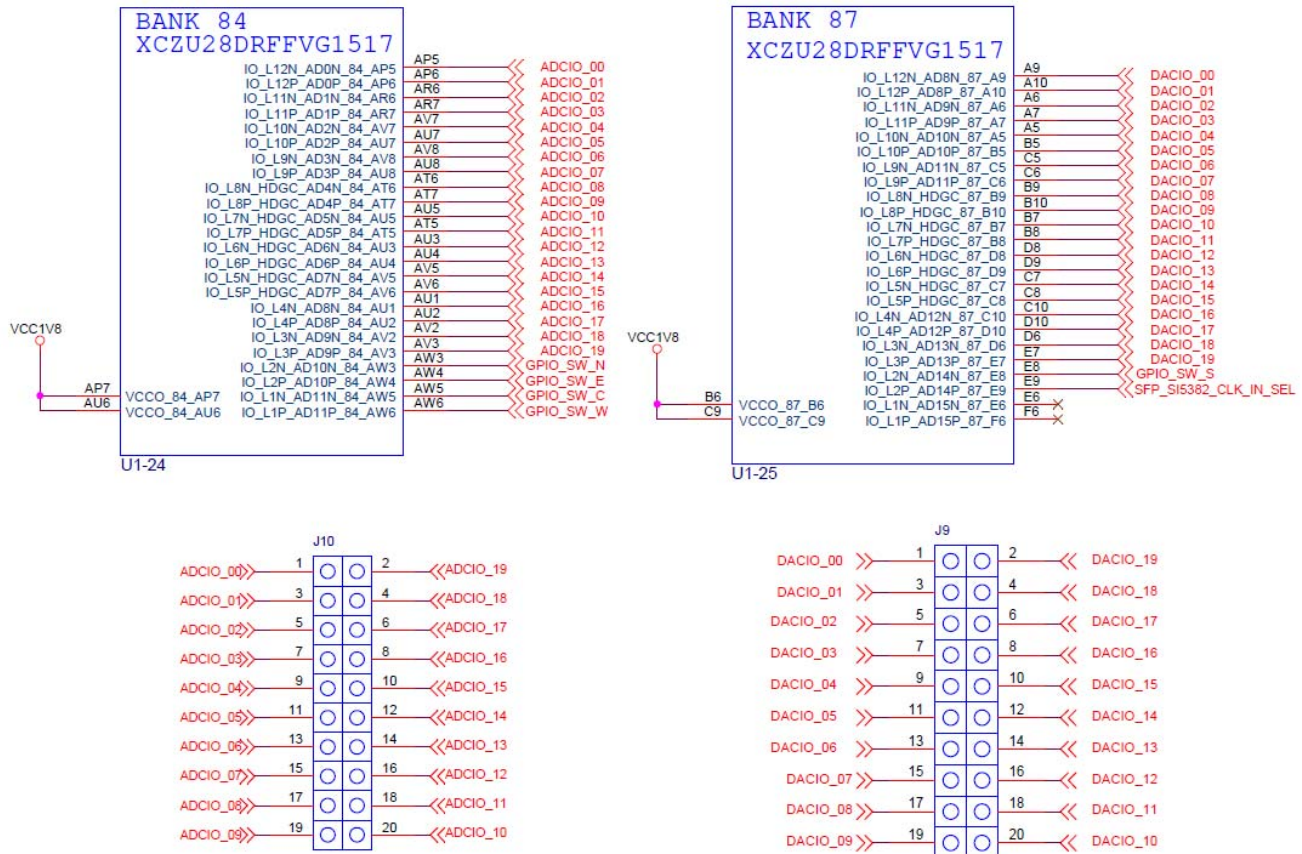 BANK 84
XCZU28DRFFVG1517
IO_L12N_AD0N_84_AP5 AP5 ADCIO_00
IO_L12P_AD0P_84_AP6 AP6 ADCIO_01
IO_L11N_AD1N_84_AR6 AR6 ADCIO_02
IO_L11P_AD1P_84_AR7 AR7 ADCIO_03
IO_L10N_AD2N_84_AV7 AV7 ADCIO_04
IO_L10P_AD2P_84_AU7 AU7 ADCIO_05
IO_L9N_AD3N_84_AV8 AV8 ADCIO_06
IO_L9P_AD3P_84_AU8 AU8 ADCIO_07
IO_L8N_HDGC_AD4N_84_AT6 AT6 ADCIO_08
IO_L8P_HDGC_AD4P_84_AT7 AT7 ADCIO_09
IO_L7N_HDGC_AD5N_84_AU5 AU5 ADCIO_10
IO_L7P_HDGC_AD5P_84_AT5 AT5 ADCIO_11
IO_L6N_HDGC_AD6N_84_AU3 AU3 ADCIO_12
IO_L6P_HDGC_AD6P_84_AU4 AU4 ADCIO_13
IO_L5N_HDGC_AD7N_84_AV5 AV5 ADCIO_14
IO_L5P_HDGC_AD7P_84_AV6 AV6 ADCIO_15
IO_L4N_AD8N_84_AU1 AU1 ADCIO_16
IO_L4P_AD8P_84_AU2 AU2 ADCIO_17
IO_L3N_AD9N_84_AV2 AV2 ADCIO_18
IO_L3P_AD9P_84_AV3 AV3 ADCIO_19
IO_L2N_AD10N_84_AW3 AW3 GPIO_SW_N
IO_L2P_AD10P_84_AW4 AW4 GPIO_SW_E
IO_L1N_AD11N_84_AW5 AW5 GPIO_SW_C
IO_L1P_AD11P_84_AW6 AW6 GPIO_SW_W
VCC1V8
AP7 VCCO_84_AP7
AU6 VCCO_84_AU6
U1-24
BANK 87
XCZU28DRFFVG1517
IO_L12N_AD8N_87_A9 A9 DACIO_00
IO_L12P_AD8P_87_A10 A10 DACIO_01
IO_L11N_AD9N_87_A6 A6 DACIO_02
IO_L11P_AD9P_87_A7 A7 DACIO_03
IO_L10N_AD10N_87_A5 A5 DACIO_04
IO_L10P_AD10P_87_B5 B5 DACIO_05
IO_L9N_AD11N_87_C5 C5 DACIO_06
IO_L9P_AD11P_87_C6 C6 DACIO_07
IO_L8N_HDGC_87_B9 B9 DACIO_08
IO_L8P_HDGC_87_B10 B10 DACIO_09
IO_L7N_HDGC_87_B7 B7 DACIO_10
IO_L7P_HDGC_87_B8 B8 DACIO_11
IO_L6N_HDGC_87_D8 D8 DACIO_12
IO_L6P_HDGC_87_D9 D9 DACIO_13
IO_L5N_HDGC_87_C7 C7 DACIO_14
IO_L5P_HDGC_87_C8 C8 DACIO_15
IO_L4N_AD12N_87_C10 C10 DACIO_16
IO_L4P_AD12P_87_D10 D10 DACIO_17
IO_L3N_AD13N_87_D6 D6 DACIO_18
IO_L3P_AD13P_87_E7 E7 DACIO_19
IO_L2N_AD14N_87_E8 E8 GPIO_SW_S
IO_L2P_AD14P_87_E9 E9 SFP_SI5382_CLK_IN_SEL
IO_L1N_AD15N_87_E6 E6
IO_L1P_AD15P_87_F6 F6
VCC1V8
B6 VCCO_87_B6
C9 VCCO_87_C9
U1-25
J10
ADCIO_00 1 2 ADCIO_19
ADCIO_01 3 4 ADCIO_18
ADCIO_02 5 6 ADCIO_17
ADCIO_03 7 8 ADCIO_16
ADCIO_04 9 10 ADCIO_15
ADCIO_05 11 12 ADCIO_14
ADCIO_06 13 14 ADCIO_13
ADCIO_07 15 16 ADCIO_12
ADCIO_08 17 18 ADCIO_11
ADCIO_09 19 20 ADCIO_10
J9
DACIO_00 1 2 DACIO_19
DACIO_01 3 4 DACIO_18
DACIO_02 5 6 DACIO_17
DACIO_03 7 8 DACIO_16
DACIO_04 9 10 DACIO_15
DACIO_05 11 12 DACIO_14
DACIO_06 13 14 DACIO_13
DACIO_07 15 16 DACIO_12
DACIO_08 17 18 DACIO_11
DACIO_09 19 20 DACIO_10